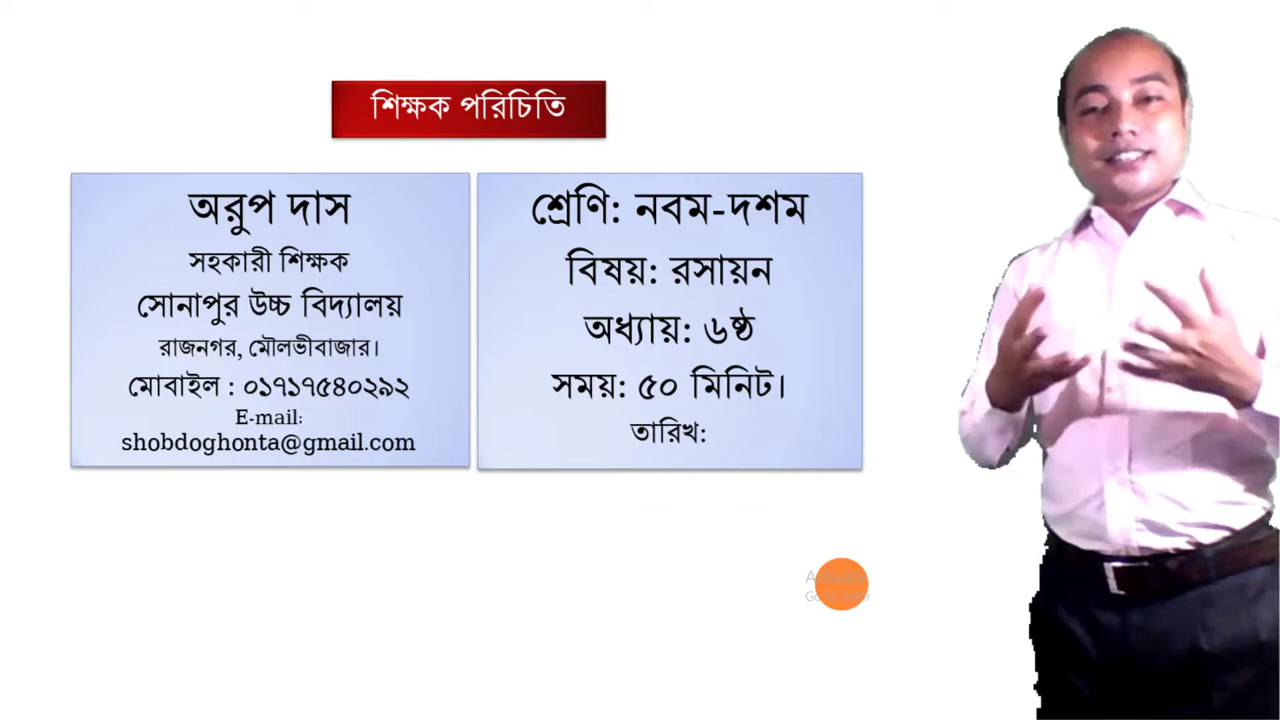 শিক্ষক পরিচিতি
অরুপ দাস
সহকারী শিক্ষক
সোনাপুর উচ্চ বিদ্যালয়
রাজনগর, মৌলভীবাজার।
মোবাইল : ০১৭১৭৫৪০২৯২
E-mail:
shobdoghonta@gmail.com
শ্রেণি: নবম-দশম
বিষয়: রসায়ন
অধ্যায়: ৬ষ্ঠ
সময়: ৫০ মিনিট।
তারিখ: